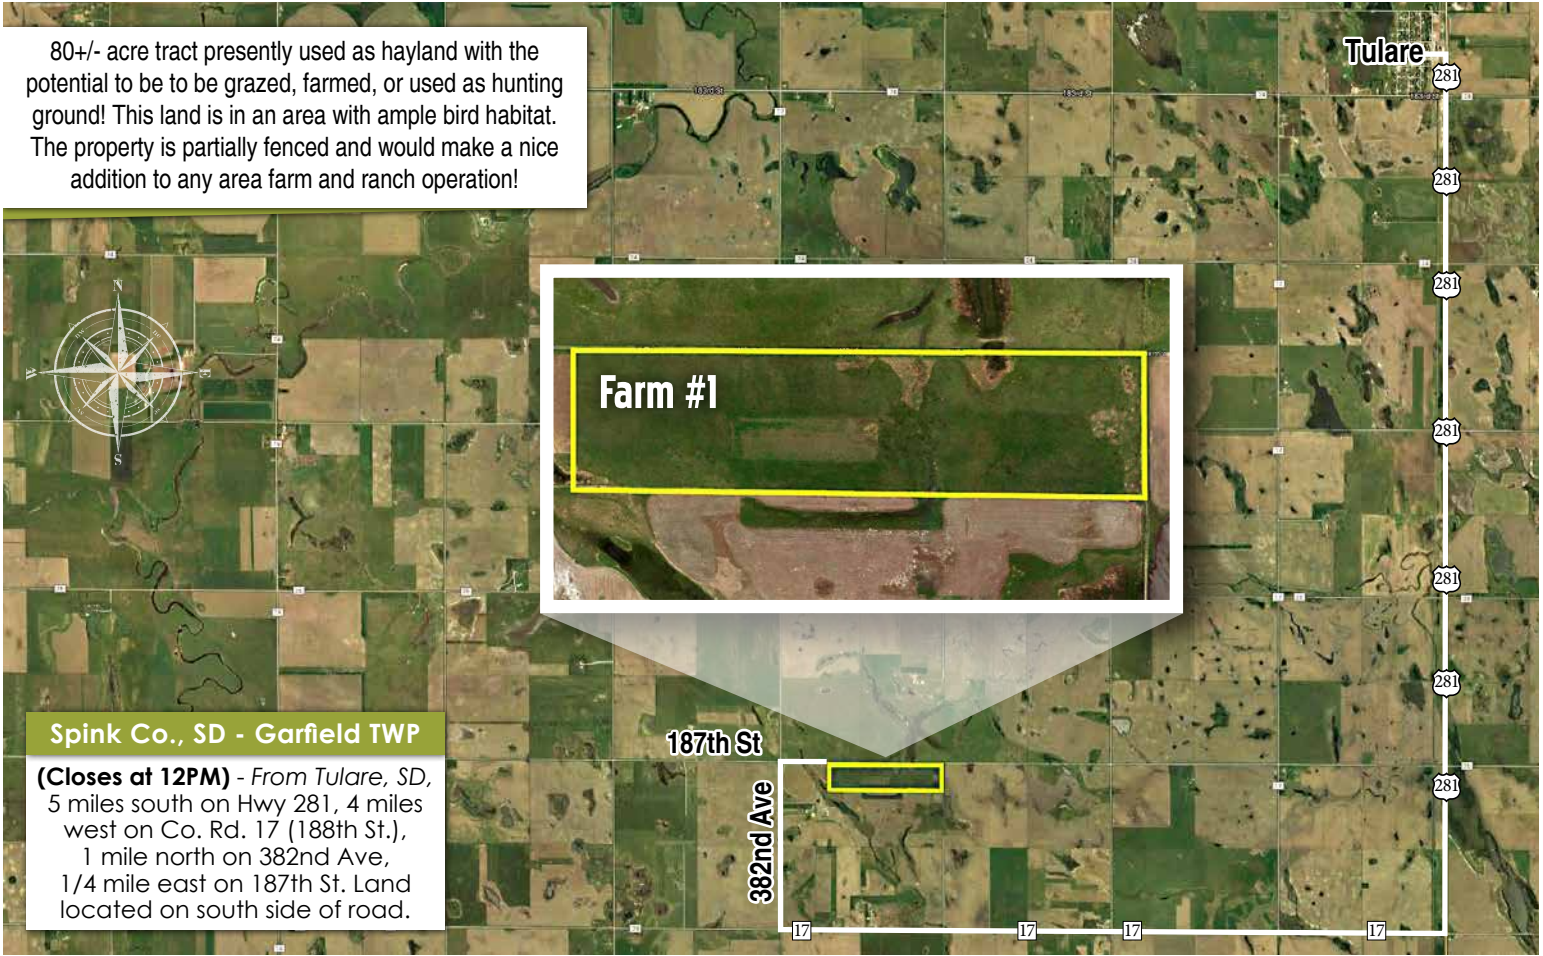 80+/- acre tract presently used as hayland with the
potential to be to be grazed, farmed, or used as hunting
ground! This land is in an area with ample bird habitat.
The property is partially fenced and would make a nice
addition to any area farm and ranch operation!
Tulare
281
183rd St
183rd St
281
281
N
W
E
S
Farm #1
281
281
281
187th St
281
382nd Ave
Spink Co., SD - Garfield TWP
(Closes at 12PM) - From Tulare, SD,
5 miles south on Hwy 281, 4 miles
west on Co. Rd. 17 (188th St.),
1 mile north on 382nd Ave,
1/4 mile east on 187th St. Land
located on south side of road.
17
17
17
17